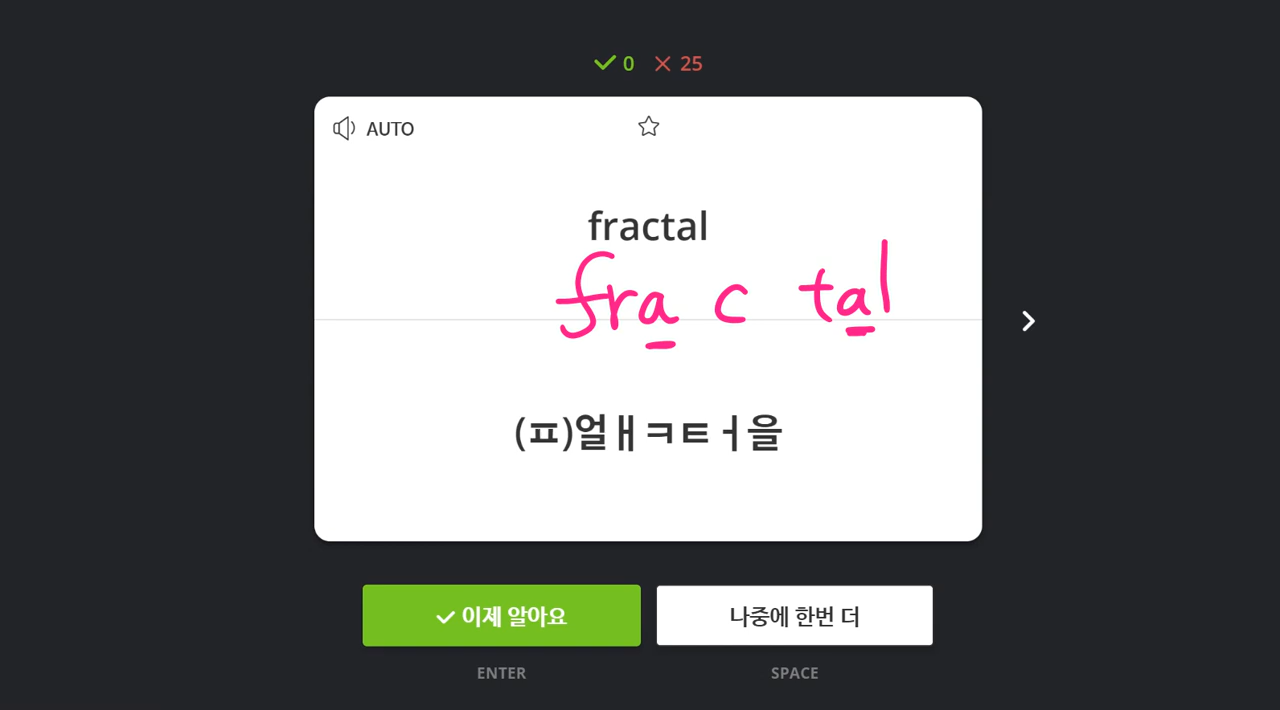 0 25
AUTO
fractal
fra c tal
(ㅍ)얼ㅐㅋㅌㅓ을
이제 알아요
나중에 한번 더
ENTER
SPACE